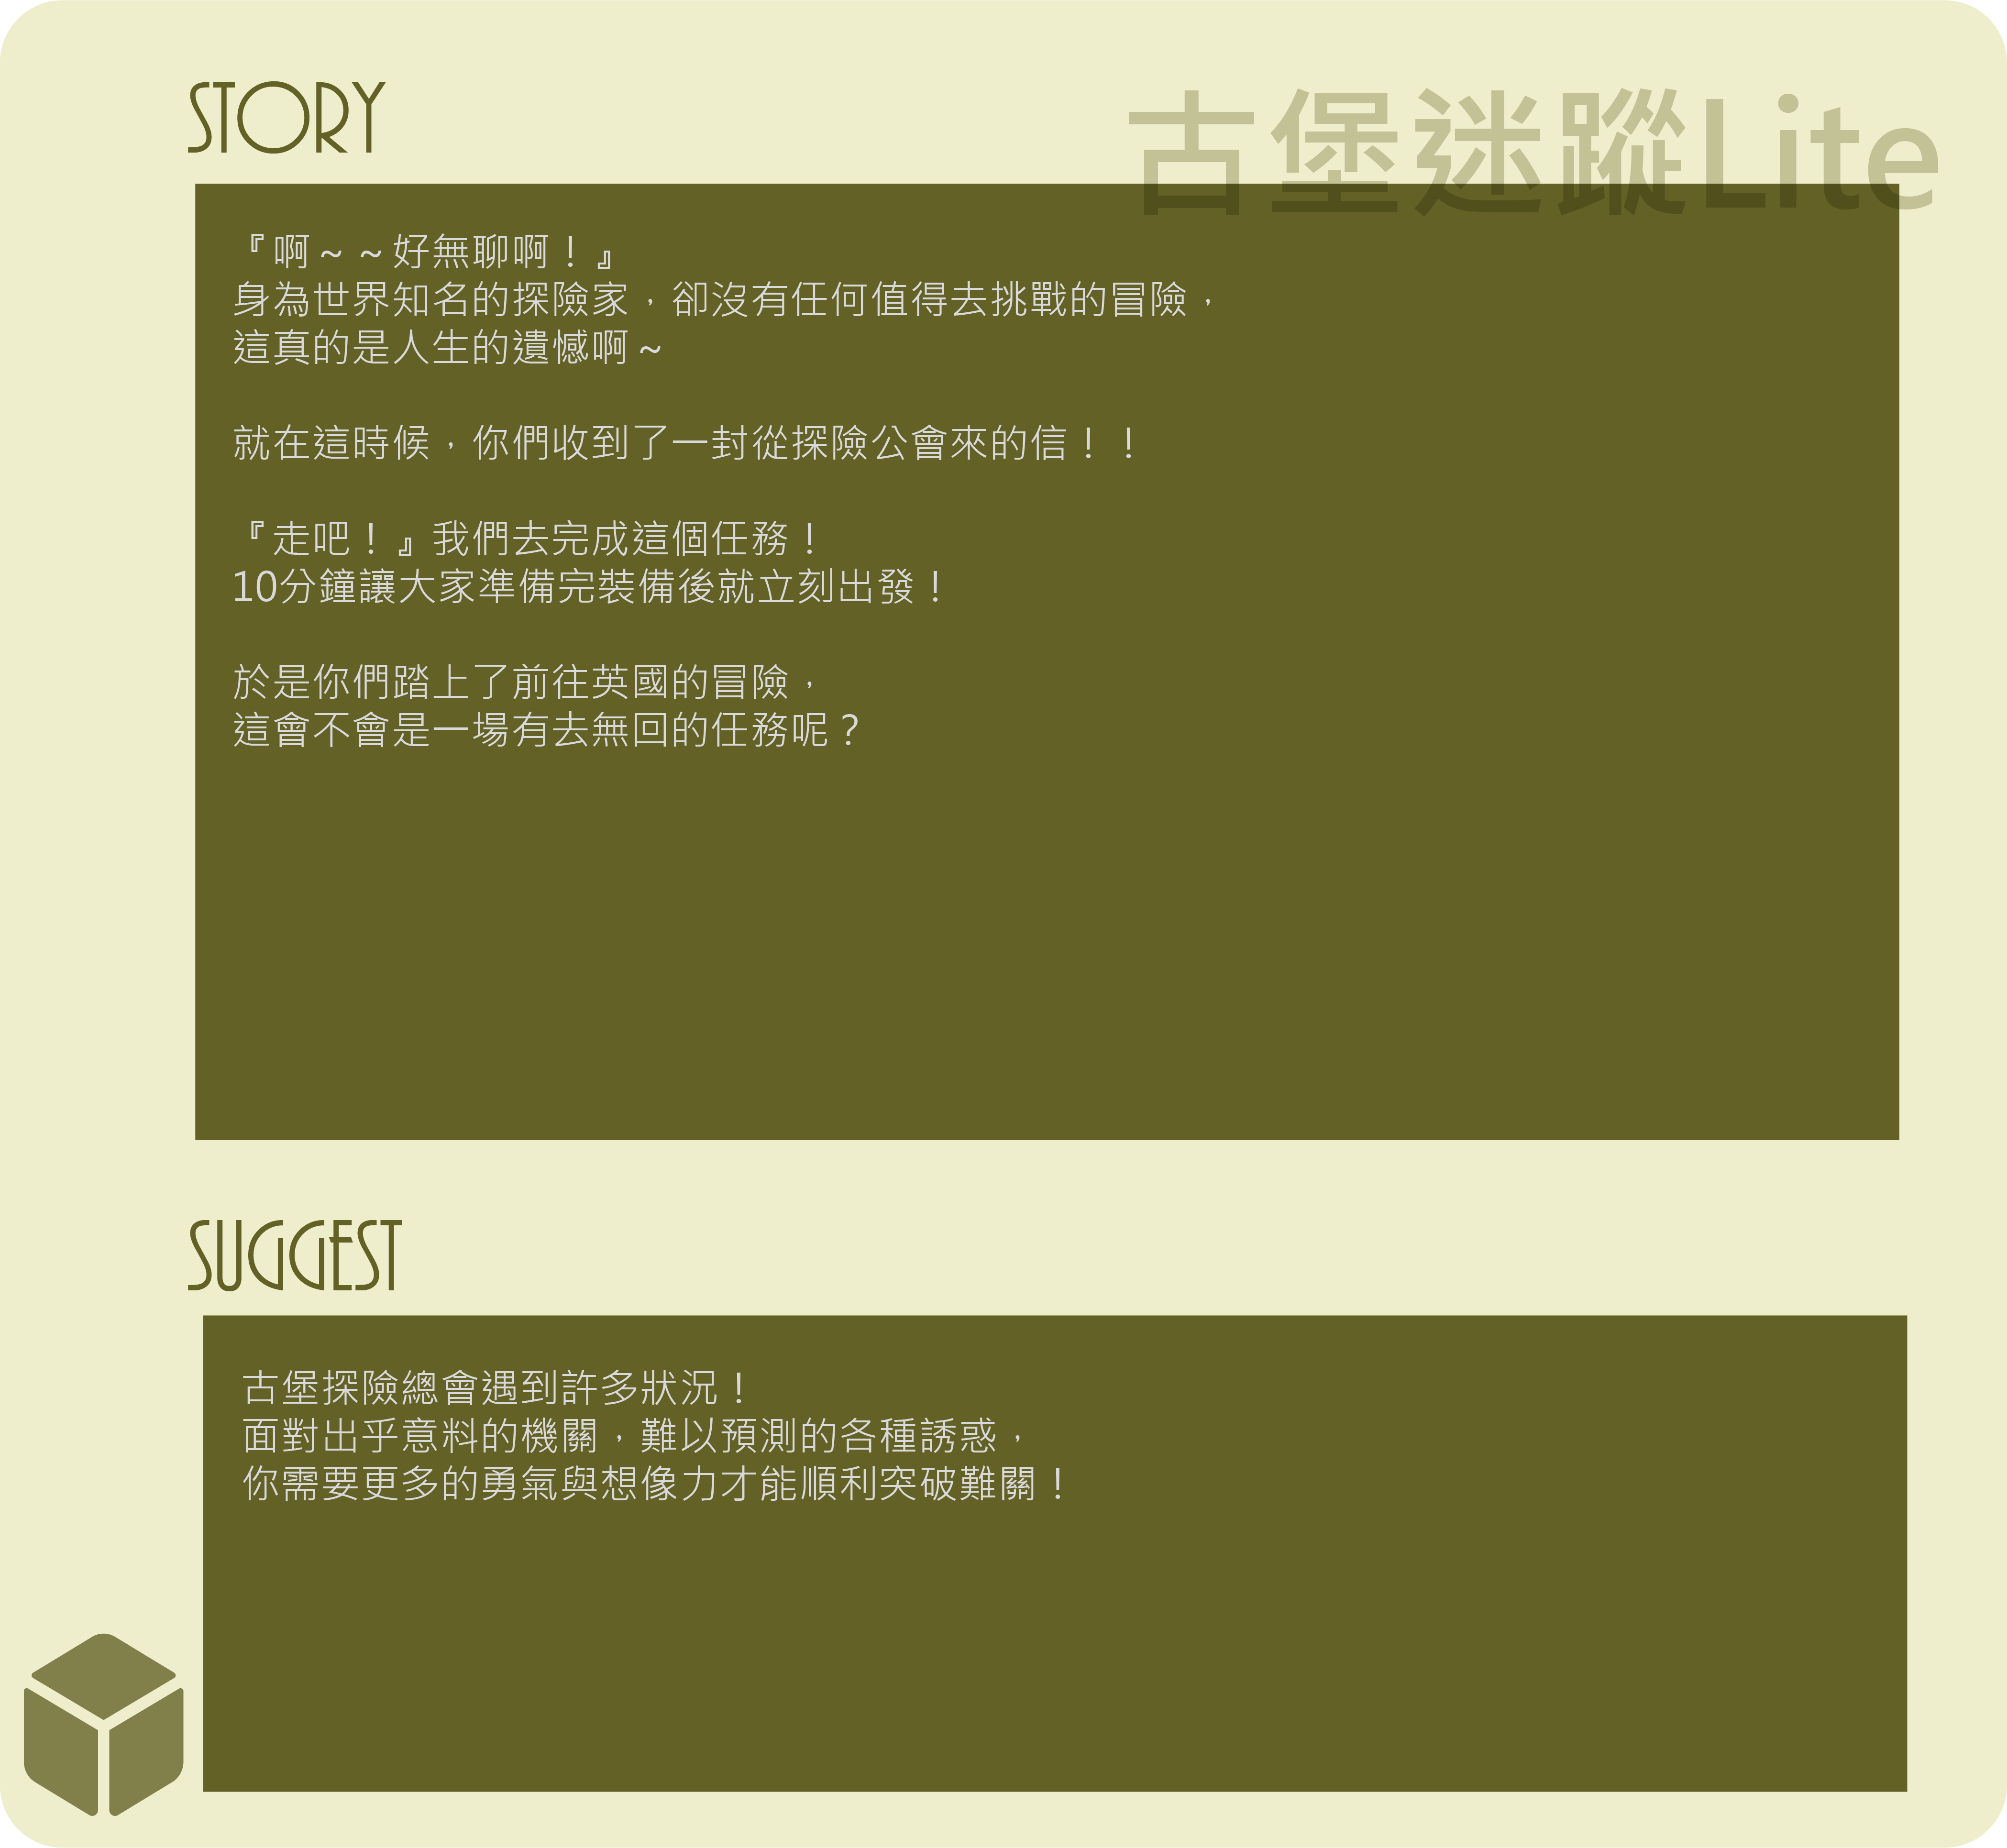 STORY
古堡迷蹤Lite
『啊~~好無聊啊！』
身為世界知名的探險家，卻沒有任何值得去挑戰的冒險，
這真的是人生的遺憾啊~
就在這時候，你們收到了一封從探險公會來的信！！
『走吧！』我們去完成這個任務！
10分鐘讓大家準備完裝備後就立刻出發！
於是你們踏上了前往英國的冒險，
這會不會是一場有去無回的任務呢？
SUGGEST
古堡探險總會遇到許多狀況！
面對出乎意料的機關，難以預測的各種誘惑，
你需要更多的勇氣與想像力才能順利突破難關！